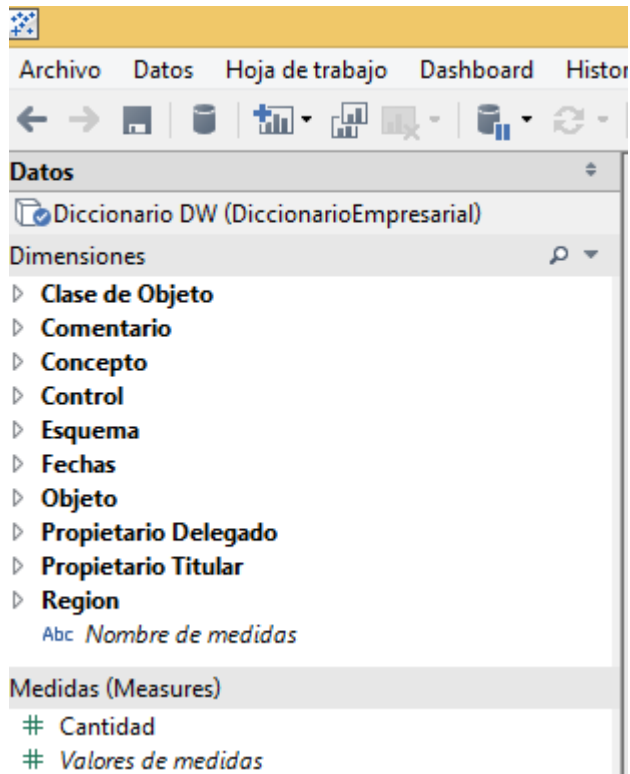 Archivo Datos Hoja de trabajo Dashboard Histor
Datos
Diccionario DW (DiccionarioEmpresarial)
Dimensiones
Clase de Objeto
Comentario
Concepto
Control
Esquema
Fechas
Objeto
Propietario Delegado
Propietario Titular
Region
Abc Nombre de medidas
Medidas (Measures)
# Cantidad
# Valores de medidas